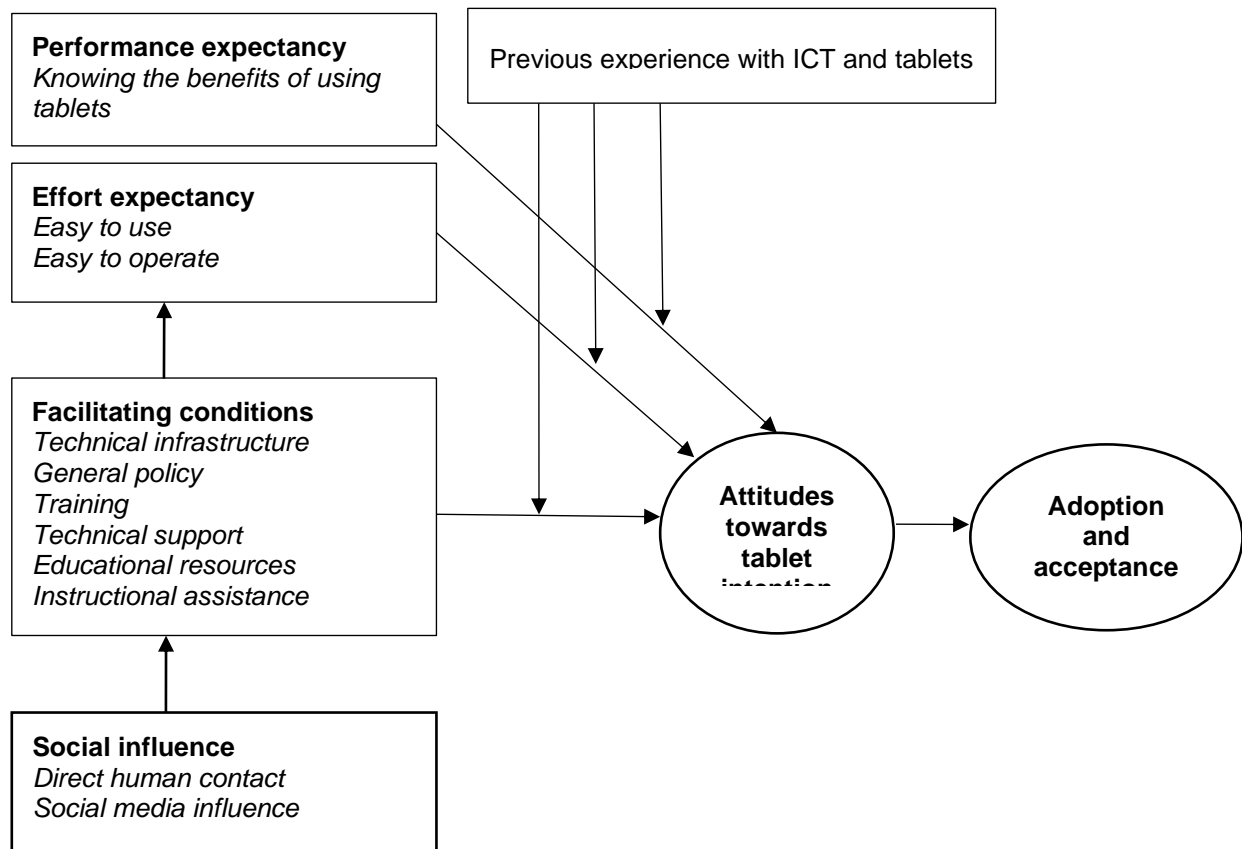 Performance expectancy
Knowing the benefits of using
tablets
Previous experience with ICT and tablets
Effort expectancy
Easy to use
Easy to operate
Facilitating conditions
Technical infrastructure
General policy
Training
Technical support
Educational resources
Instructional assistance
Attitudes
towards
tablet
intention
Adoption
and
acceptance
Social influence
Direct human contact
Social media influence